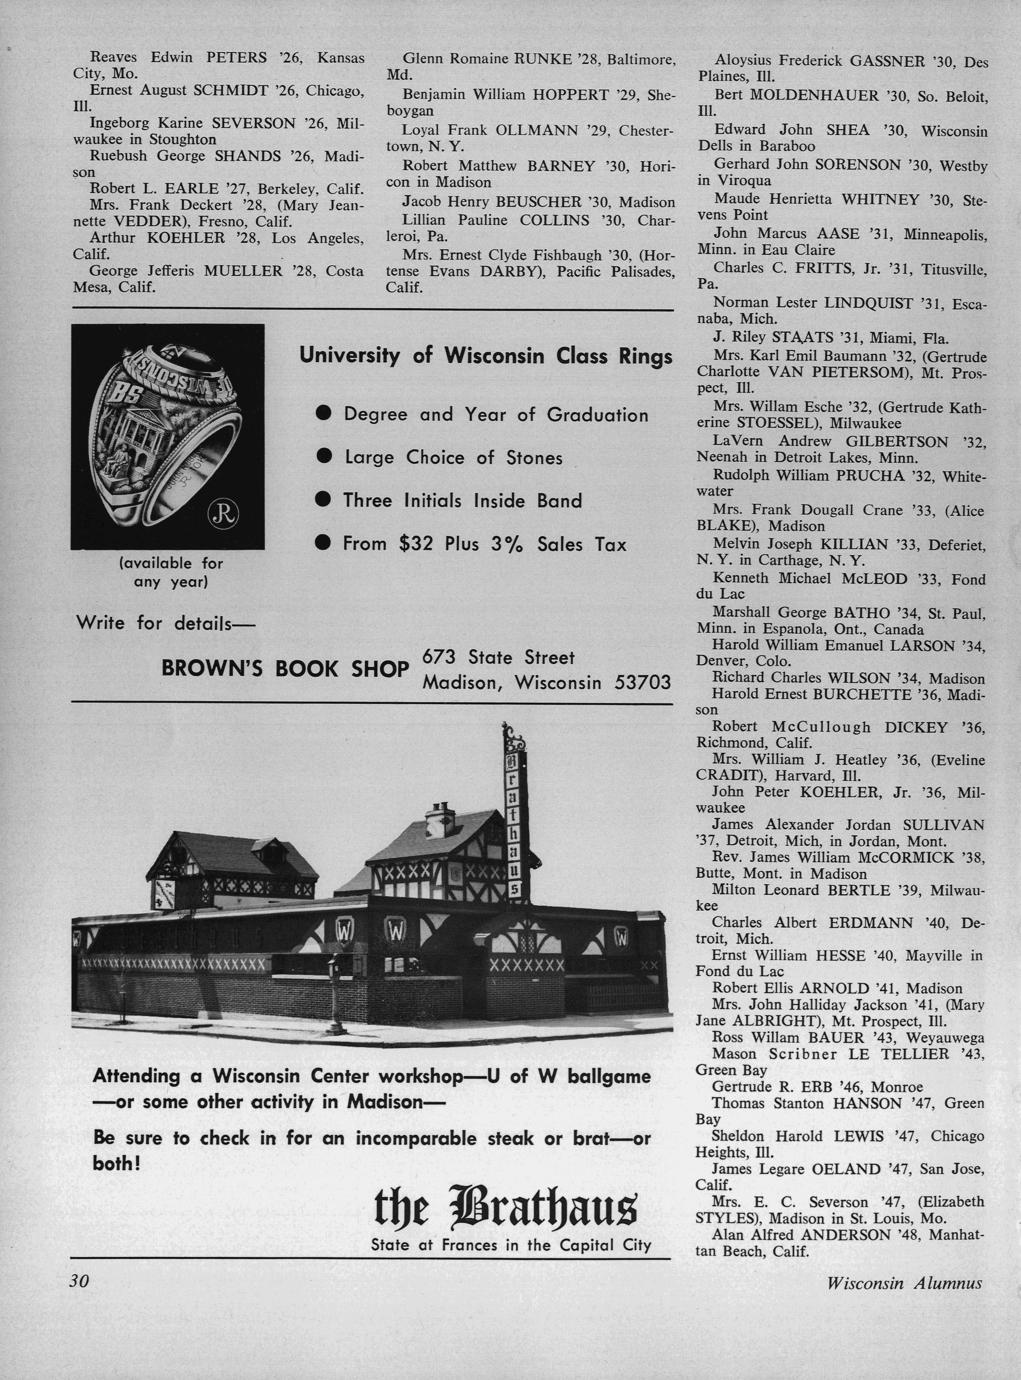 Reaves Edwin PETERS '26, Kansas
City, Mo.
Ernest August SCHMIDT '26, Chicago,
Ill.
Ingeborg Karine SEVERSON '26, Mil-
waukee in Stoughton
Ruebush George SHANDS '26, Madi-
son
Robert L. EARLE '27, Berkeley, Calif.
Mrs. Frank Deckert '28, (Mary Jean-
nette VEDDER), Fresno, Calif.
Arthur KOEHLER '28, Los Angeles,
Calif.
George Jefferis MUELLER '28, Costa
Mesa, Calif.
Glenn Romaine RUNKE '28, Baltimore,
Md.
Benjamin William HOPPERT '29, She-
boygan
Loyal Frank OLLMANN '29, Chester-
town, N. Y.
Robert Matthew BARNEY '30, Hori-
con in Madison
Jacob Henry BEUSCHER '30, Madison
Lillian Pauline COLLINS '30, Char-
leroi, Pa.
Mrs. Ernest Clyde Fishbaugh '30, (Hor-
tense Evans DARBY), Pacific Palisades,
Calif.
Aloysius Frederick GASSNER '30, Des
Plaines, Ill.
Bert MOLDENHAUER '30, So. Beloit,
Ill.
Edward John SHEA '30, Wisconsin
Dells in Baraboo
Gerhard John SORENSON '30, Westby
in Viroqua
Maude Henrietta WHITNEY '30, Ste-
vens Point
John Marcus AASE '31, Minneapolis,
Minn. in Eau Claire
Charles C. FRITTS, Jr. '31, Titusville,
Pa.
Norman Lester LINDQUIST '31, Esca-
naba, Mich.
J. Riley STAATS '31, Miami, Fla.
Mrs. Karl Emil Baumann '32, (Gertrude
Charlotte VAN PIETERSOM), Mt. Pros-
pect, Ill.
Mrs. Willam Esche '32, (Gertrude Kath-
erine STOESSEL), Milwaukee
LaVern Andrew GILBERTSON '32,
Neenah in Detroit Lakes, Minn.
Rudolph William PRUCHA '32, White-
water
Mrs. Frank Dougall Crane '33, (Alice
BLAKE), Madison
Melvin Joseph KILLIAN '33, Deferiet,
N. Y. in Carthage, N. Y.
Kenneth Michael McLEOD '33, Fond
du Lac
Marshall George BATHO '34, St. Paul,
Minn. in Espanola, Ont., Canada
Harold William Emanuel LARSON '34,
Denver, Colo.
Richard Charles WILSON '34, Madison
Harold Ernest BURCHETTE '36, Madi-
son
Robert McCullough DICKEY '36,
Richmond, Calif.
Mrs. William J. Heatley '36, (Eveline
CRADIT), Harvard, Ill.
John Peter KOEHLER, Jr. '36, Mil-
waukee
James Alexander Jordan SULLIVAN
'37, Detroit, Mich, in Jordan, Mont.
Rev. James William McCORMICK '38,
Butte, Mont. in Madison
Milton Leonard BERTLE '39, Milwau-
kee
Charles Albert ERDMANN '40, De-
troit, Mich.
Ernst William HESSE '40, Mayville in
Fond du Lac
Robert Ellis ARNOLD '41, Madison
Mrs. John Halliday Jackson '41, (Mary
Jane ALBRIGHT), Mt. Prospect, Ill.
Ross Willam BAUER '43, Weyauwega
Mason Scribner LE TELLIER '43,
Green Bay
Gertrude R. ERB '46, Monroe
Thomas Stanton HANSON '47, Green
Bay
Sheldon Harold LEWIS '47, Chicago
Heights, Ill.
James Legare OELAND '47, San Jose,
Calif.
Mrs. E. C. Severson '47, (Elizabeth
STYLES), Madison in St. Louis, Mo.
Alan Alfred ANDERSON '48, Manhat-
tan Beach, Calif.
University of Wisconsin Class Rings
● Degree and Year of Graduation
● Large Choice of Stones
● Three Initials Inside Band
● From $32 Plus 3% Sales Tax
OF WISCONSIN
BS
JR
(available for
any year)
Write for details—
BROWN'S BOOK SHOP
673 State Street
Madison, Wisconsin 53703
Brathaus
W
W
W
Attending a Wisconsin Center workshop—U of W ballgame
—or some other activity in Madison—
Be sure to check in for an incomparable steak or brat—or
both!
the Brathaus
State at Frances in the Capital City
30
Wisconsin Alumnus